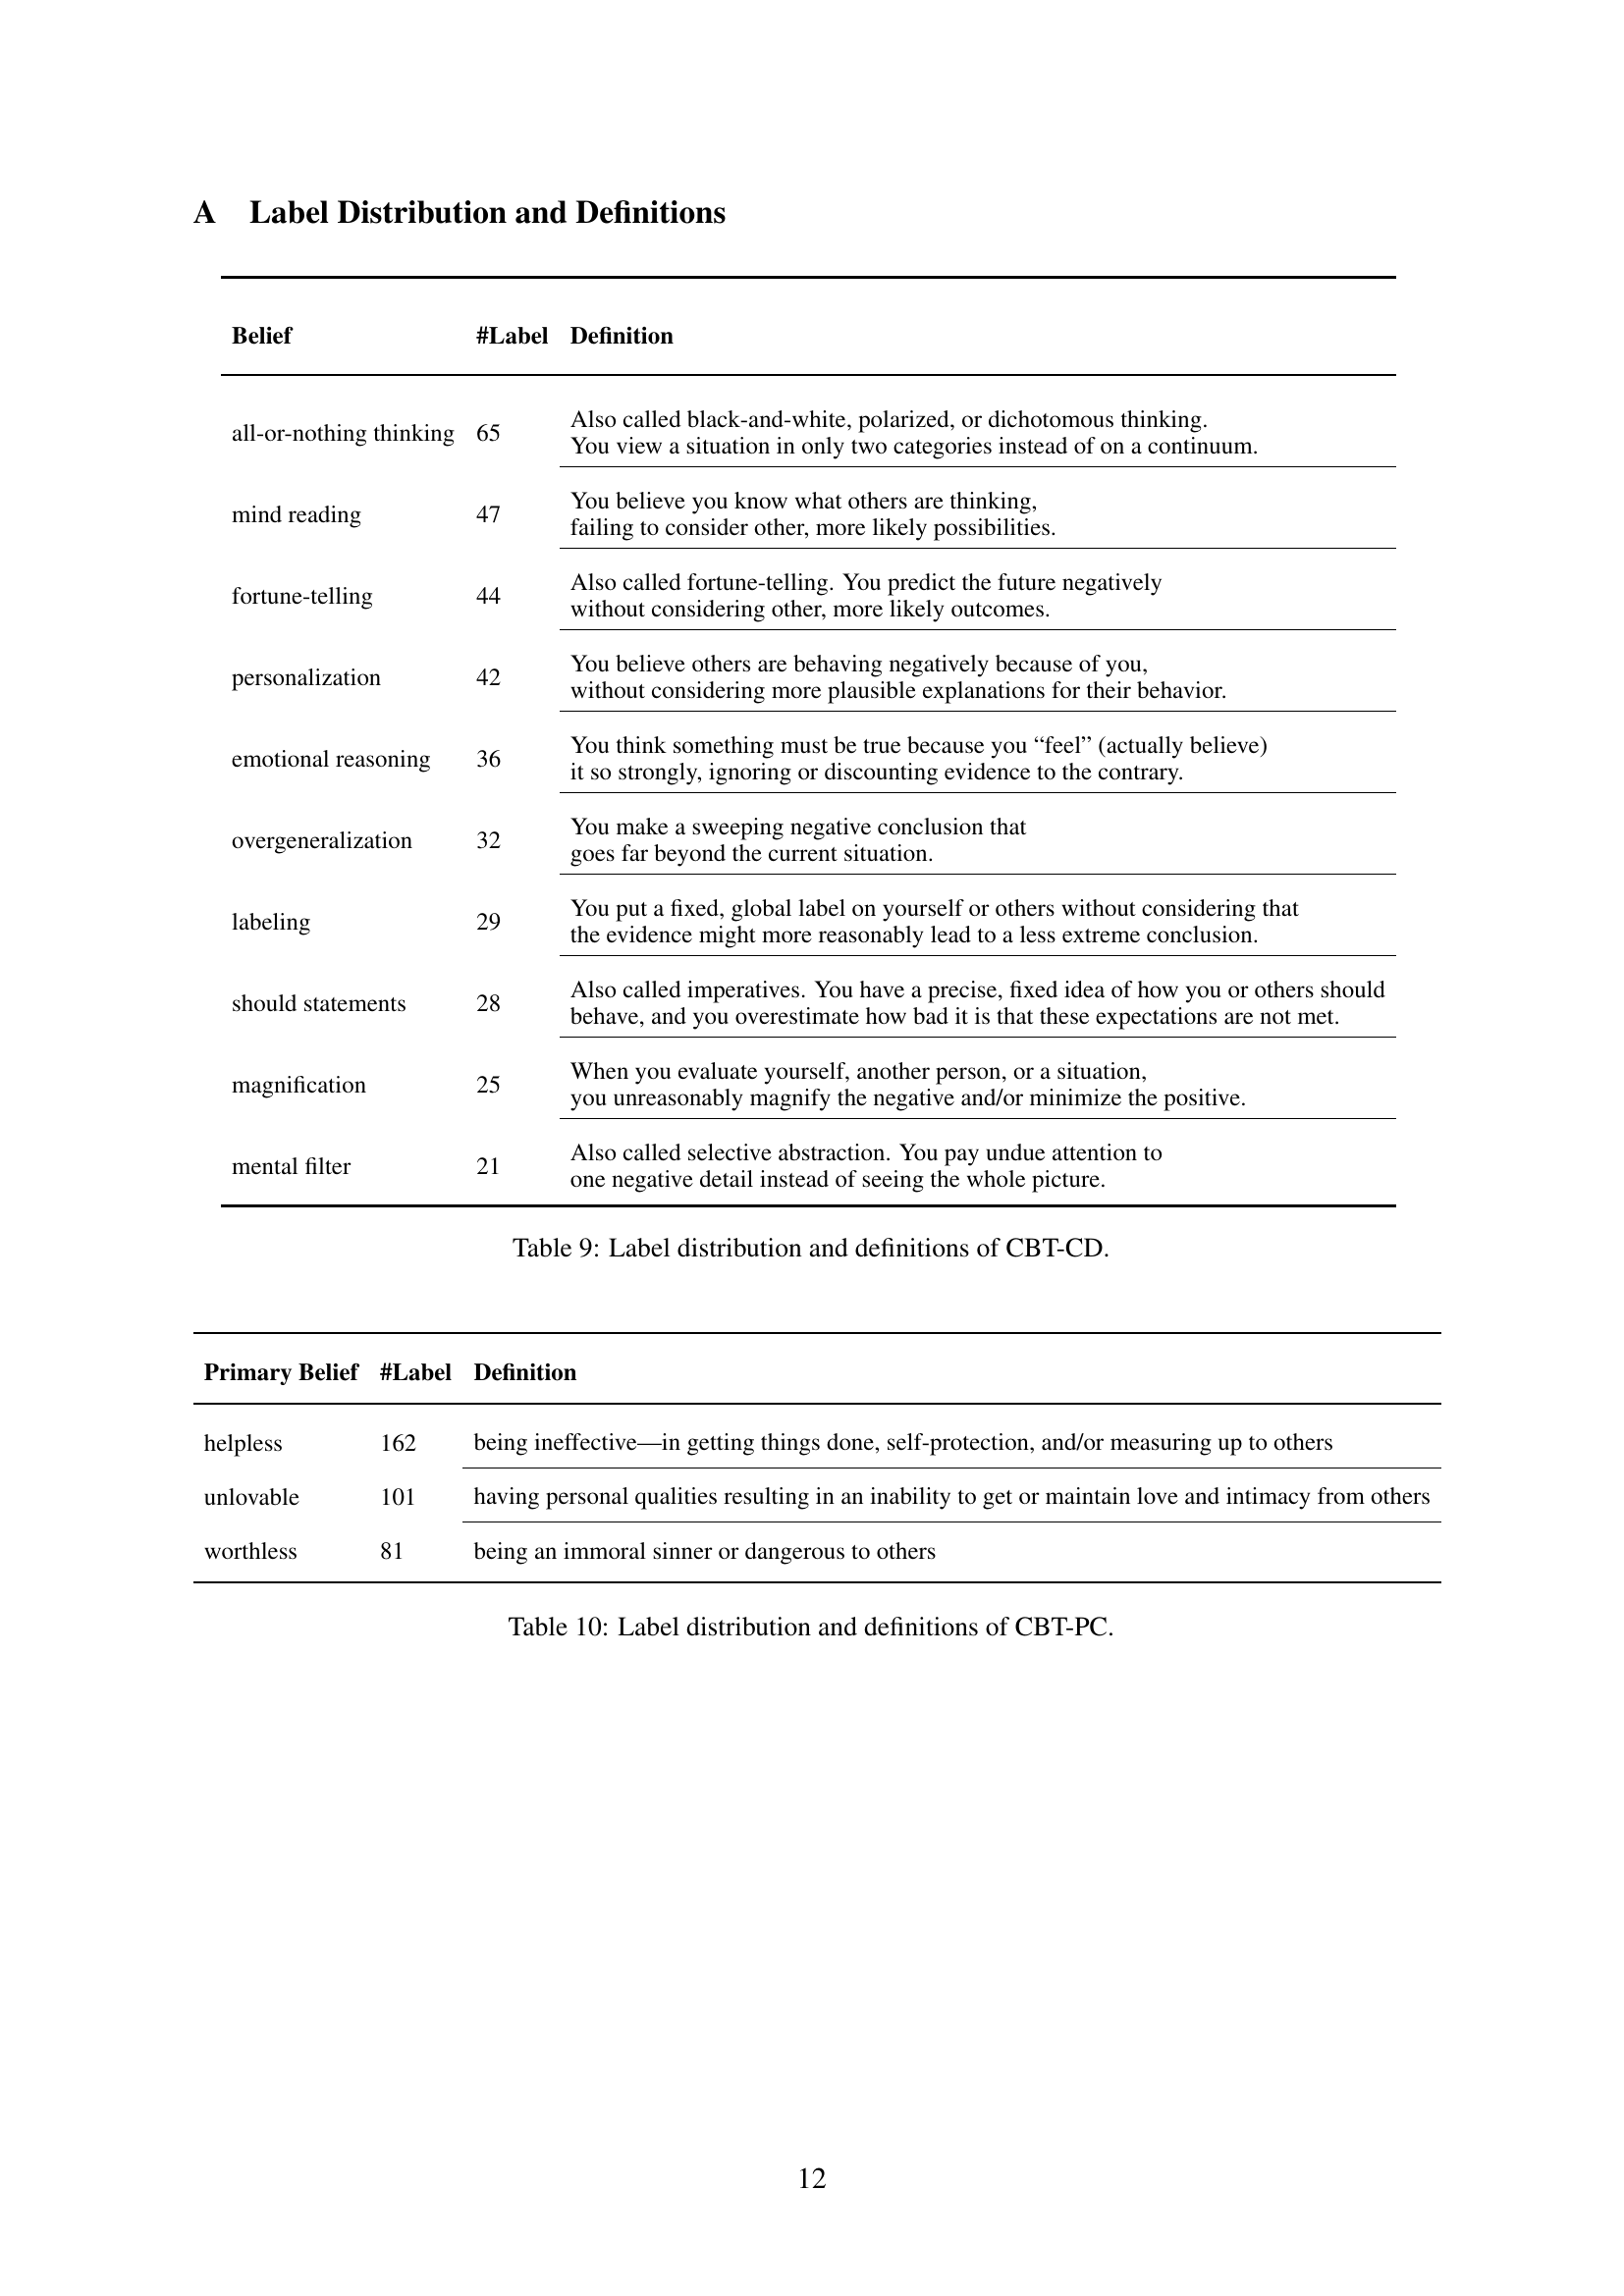 A Label Distribution and Definitions
Belief #Label Definition
all-or-nothing thinking 65 Also called black-and-white, polarized, or dichotomous thinking.
You view a situation in only two categories instead of on a continuum.
mind reading 47 You believe you know what others are thinking,
failing to consider other, more likely possibilities.
fortune-telling 44 Also called fortune-telling. You predict the future negatively
without considering other, more likely outcomes.
personalization 42 You believe others are behaving negatively because of you,
without considering more plausible explanations for their behavior.
emotional reasoning 36 You think something must be true because you “feel” (actually believe)
it so strongly, ignoring or discounting evidence to the contrary.
overgeneralization 32 You make a sweeping negative conclusion that
goes far beyond the current situation.
labeling 29 You put a fixed, global label on yourself or others without considering that
the evidence might more reasonably lead to a less extreme conclusion.
should statements 28 Also called imperatives. You have a precise, fixed idea of how you or others should
behave, and you overestimate how bad it is that these expectations are not met.
magnification 25 When you evaluate yourself, another person, or a situation,
you unreasonably magnify the negative and/or minimize the positive.
mental filter 21 Also called selective abstraction. You pay undue attention to
one negative detail instead of seeing the whole picture.
Table 9: Label distribution and definitions of CBT-CD.
Primary Belief #Label Definition
helpless 162 being ineffective—in getting things done, self-protection, and/or measuring up to others
unlovable 101 having personal qualities resulting in an inability to get or maintain love and intimacy from others
worthless 81 being an immoral sinner or dangerous to others
Table 10: Label distribution and definitions of CBT-PC.
12